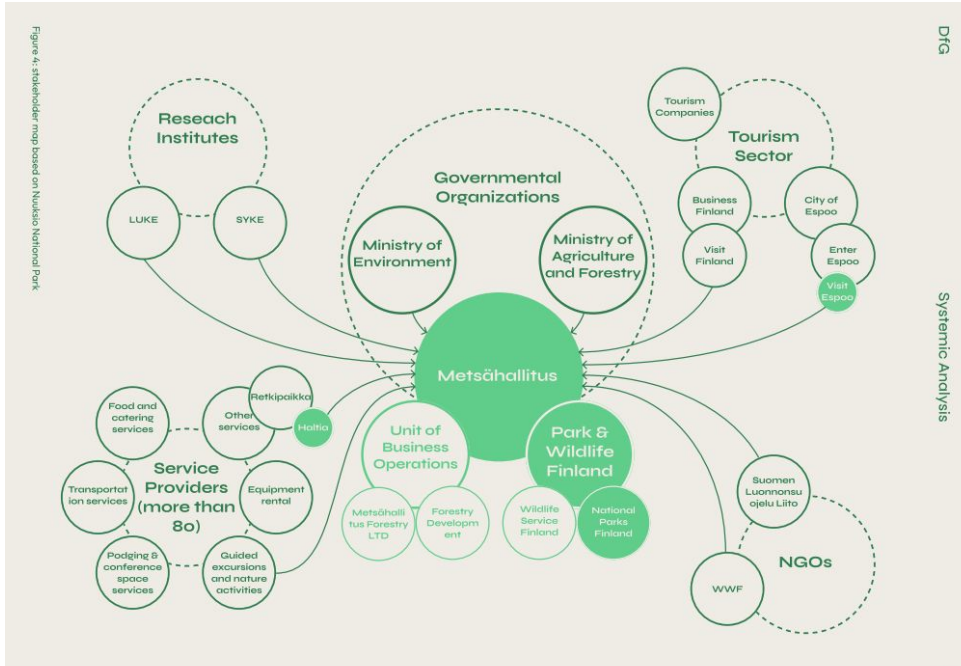 Figure 4: stakeholder map based on Nuuksio National Park
DfG
Systemic Analysis
Reseach
Institutes
LUKE
SYKE
Governmental
Organizations
Ministry of
Environment
Ministry of
Agriculture
and Forestry
Tourism
Companies
Tourism
Sector
Business
Finland
City of
Espoo
Visit
Finland
Enter
Espoo
Visit
Espoo
Metsähallitus
Unit of
Business
Operations
Park &
Wildlife
Finland
Metsähalli
tus Forestry
LTD
Forestry
Developm
ent
Wildlife
Service
Finland
National
Parks
Finland
Food and
catering
services
Other
services
Retkipaikka
Holtia
Transportat
ion services
Service
Providers
(more than
80)
Equipment
rental
Podging &
conference
space
services
Guided
excursions
and nature
activities
Suomen
Luonnonsu
ojelu Liito
NGOs
WWF